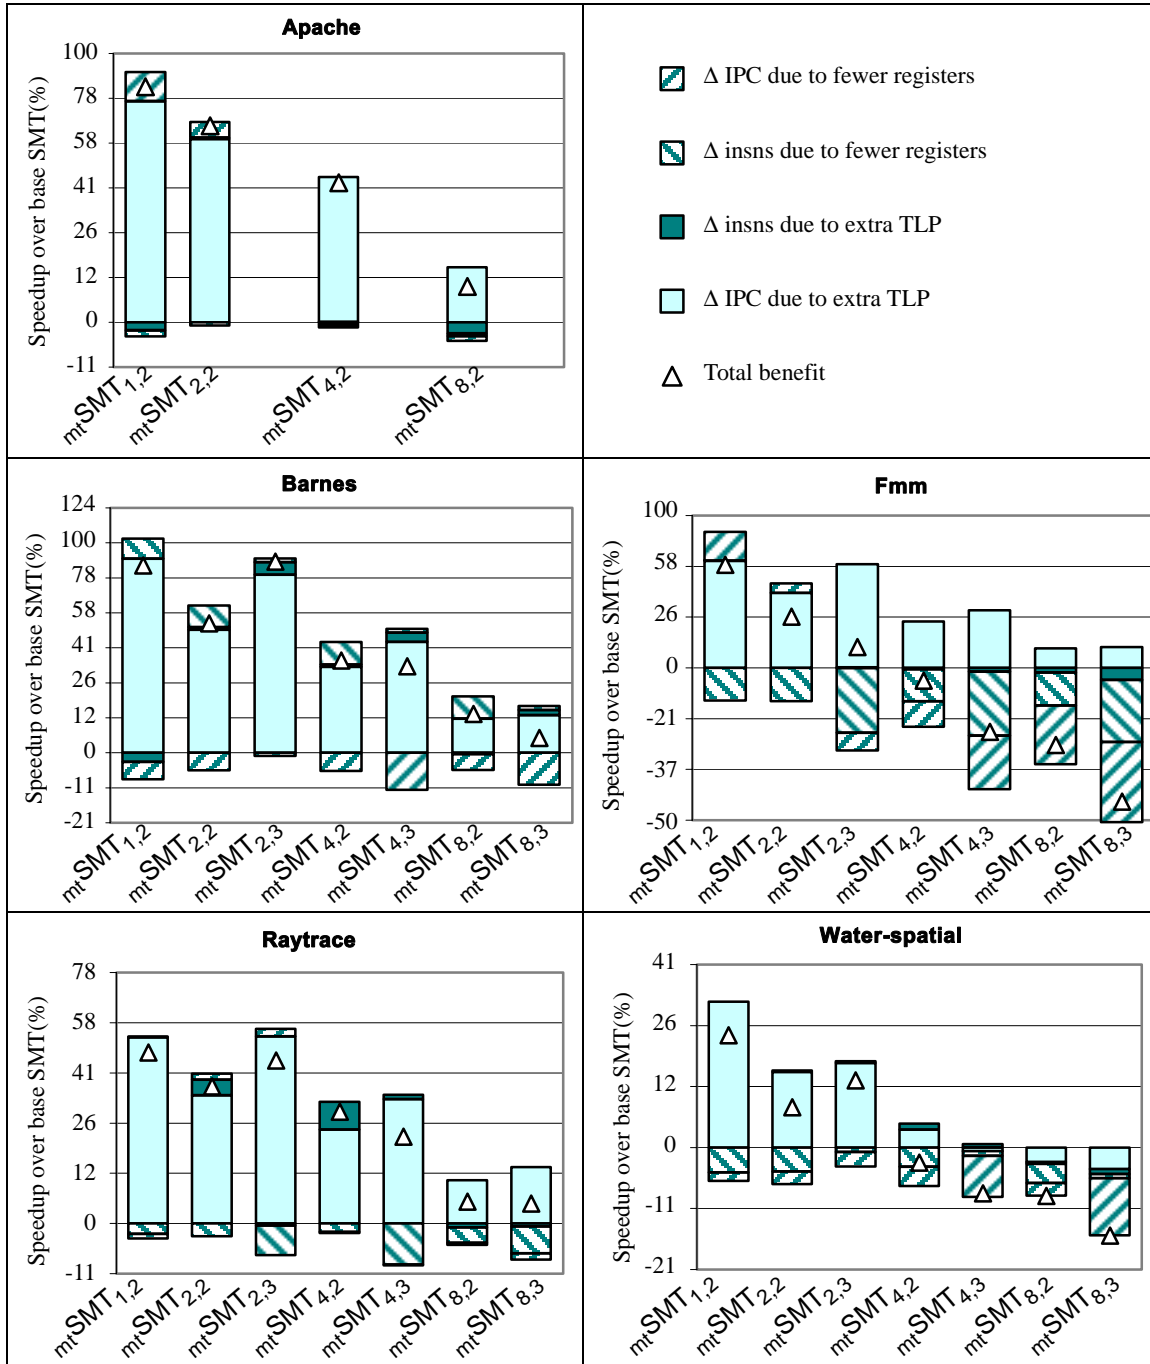 Apache
Speedup over base SMT(%)
100
78
58
41
26
12
0
-11
mtSMT1,2
mtSMT2,2
mtSMT4,2
mtSMT8,2
Δ IPC due to fewer registers
Δ insns due to fewer registers
Δ insns due to extra TLP
Δ IPC due to extra TLP
Total benefit
Barnes
Speedup over base SMT(%)
124
100
78
58
41
26
12
0
-11
-21
mtSMT1,2
mtSMT2,2
mtSMT2,3
mtSMT4,2
mtSMT4,3
mtSMT8,2
mtSMT8,3
Fmm
Speedup over base SMT(%)
100
58
26
0
-21
-37
-50
mtSMT1,2
mtSMT2,2
mtSMT2,3
mtSMT4,2
mtSMT4,3
mtSMT8,2
mtSMT8,3
Raytrace
Speedup over base SMT(%)
78
58
41
26
12
0
-11
mtSMT1,2
mtSMT2,2
mtSMT2,3
mtSMT4,2
mtSMT4,3
mtSMT8,2
mtSMT8,3
Water-spatial
Speedup over base SMT(%)
41
26
12
0
-11
-21
mtSMT1,2
mtSMT2,2
mtSMT2,3
mtSMT4,2
mtSMT4,3
mtSMT8,2
mtSMT8,3